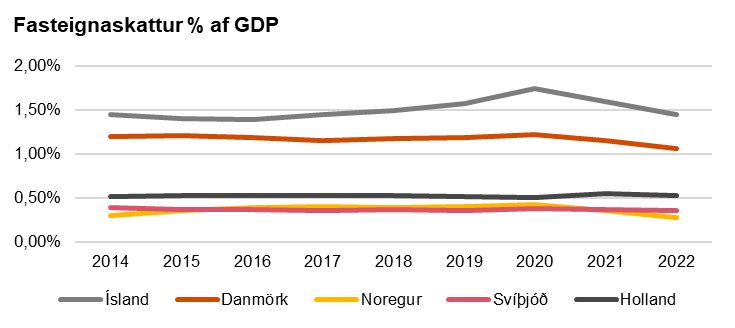 Fasteignaskattur % af GDP
2,00%
1,50%
1,00%
0,50%
0,00%
2014 2015 2016 2017 2018 2019 2020 2021 2022
Ísland Danmörk Noregur Svíþjóð Holland